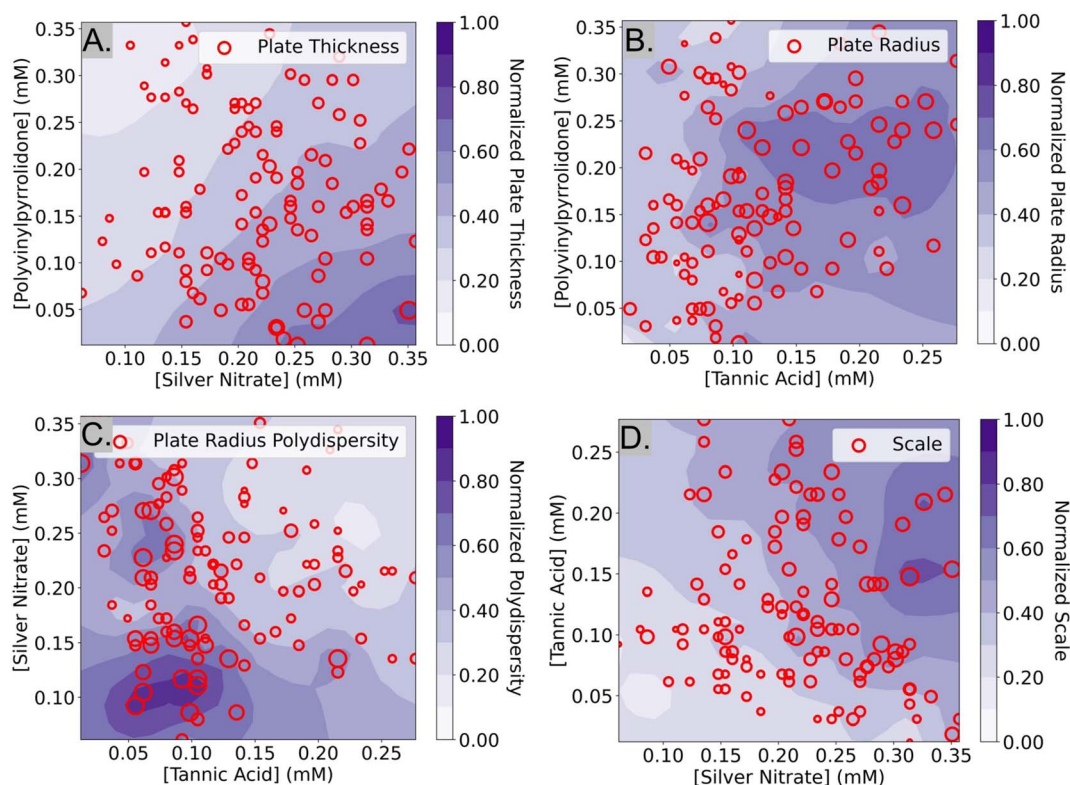 A.
Plate Thickness
[Polyvinylpyrrolidone] (mM)
0.35
0.30
0.25
0.20
0.15
0.10
0.05
0.10 0.15 0.20 0.25 0.30 0.35
[Silver Nitrate] (mM)
1.00
0.80
0.60
0.40
0.20
0.00
Normalized Plate Thickness
B.
Plate Radius
[Polyvinylpyrrolidone] (mM)
0.35
0.30
0.25
0.20
0.15
0.10
0.05
0.05 0.10 0.15 0.20 0.25
[Tannic Acid] (mM)
1.00
0.80
0.60
0.40
0.20
0.00
Normalized Plate Radius
C.
Plate Radius Polydispersity
[Silver Nitrate] (mM)
0.35
0.30
0.25
0.20
0.15
0.10
0.05 0.10 0.15 0.20 0.25
[Tannic Acid] (mM)
1.00
0.80
0.60
0.40
0.20
0.00
Normalized Polydispersity
D.
Scale
[Tannic Acid] (mM)
0.25
0.20
0.15
0.10
0.05
0.10 0.15 0.20 0.25 0.30 0.35
[Silver Nitrate] (mM)
1.00
0.80
0.60
0.40
0.20
0.00
Normalized Scale